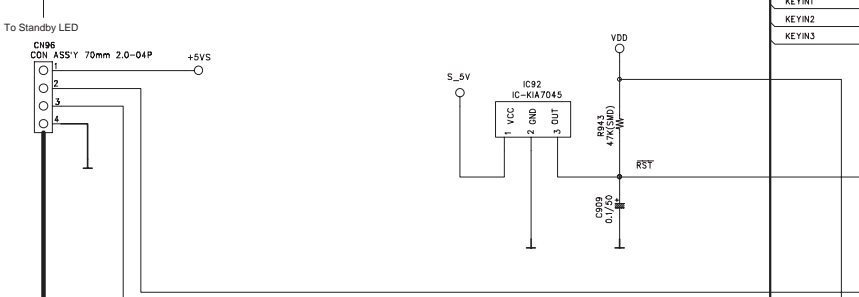 KEYIN1
KEYIN2
KEYIN3
To Standby LED
CN96
CON ASS'Y 70mm 2.0-04P
1
2
3
4
+5VS
S_5V
IC92
IC-KIA7045
1 VCC
2 GND
3 OUT
VDD
R943
47K(SMD)
RST
C909
0.1/50
+